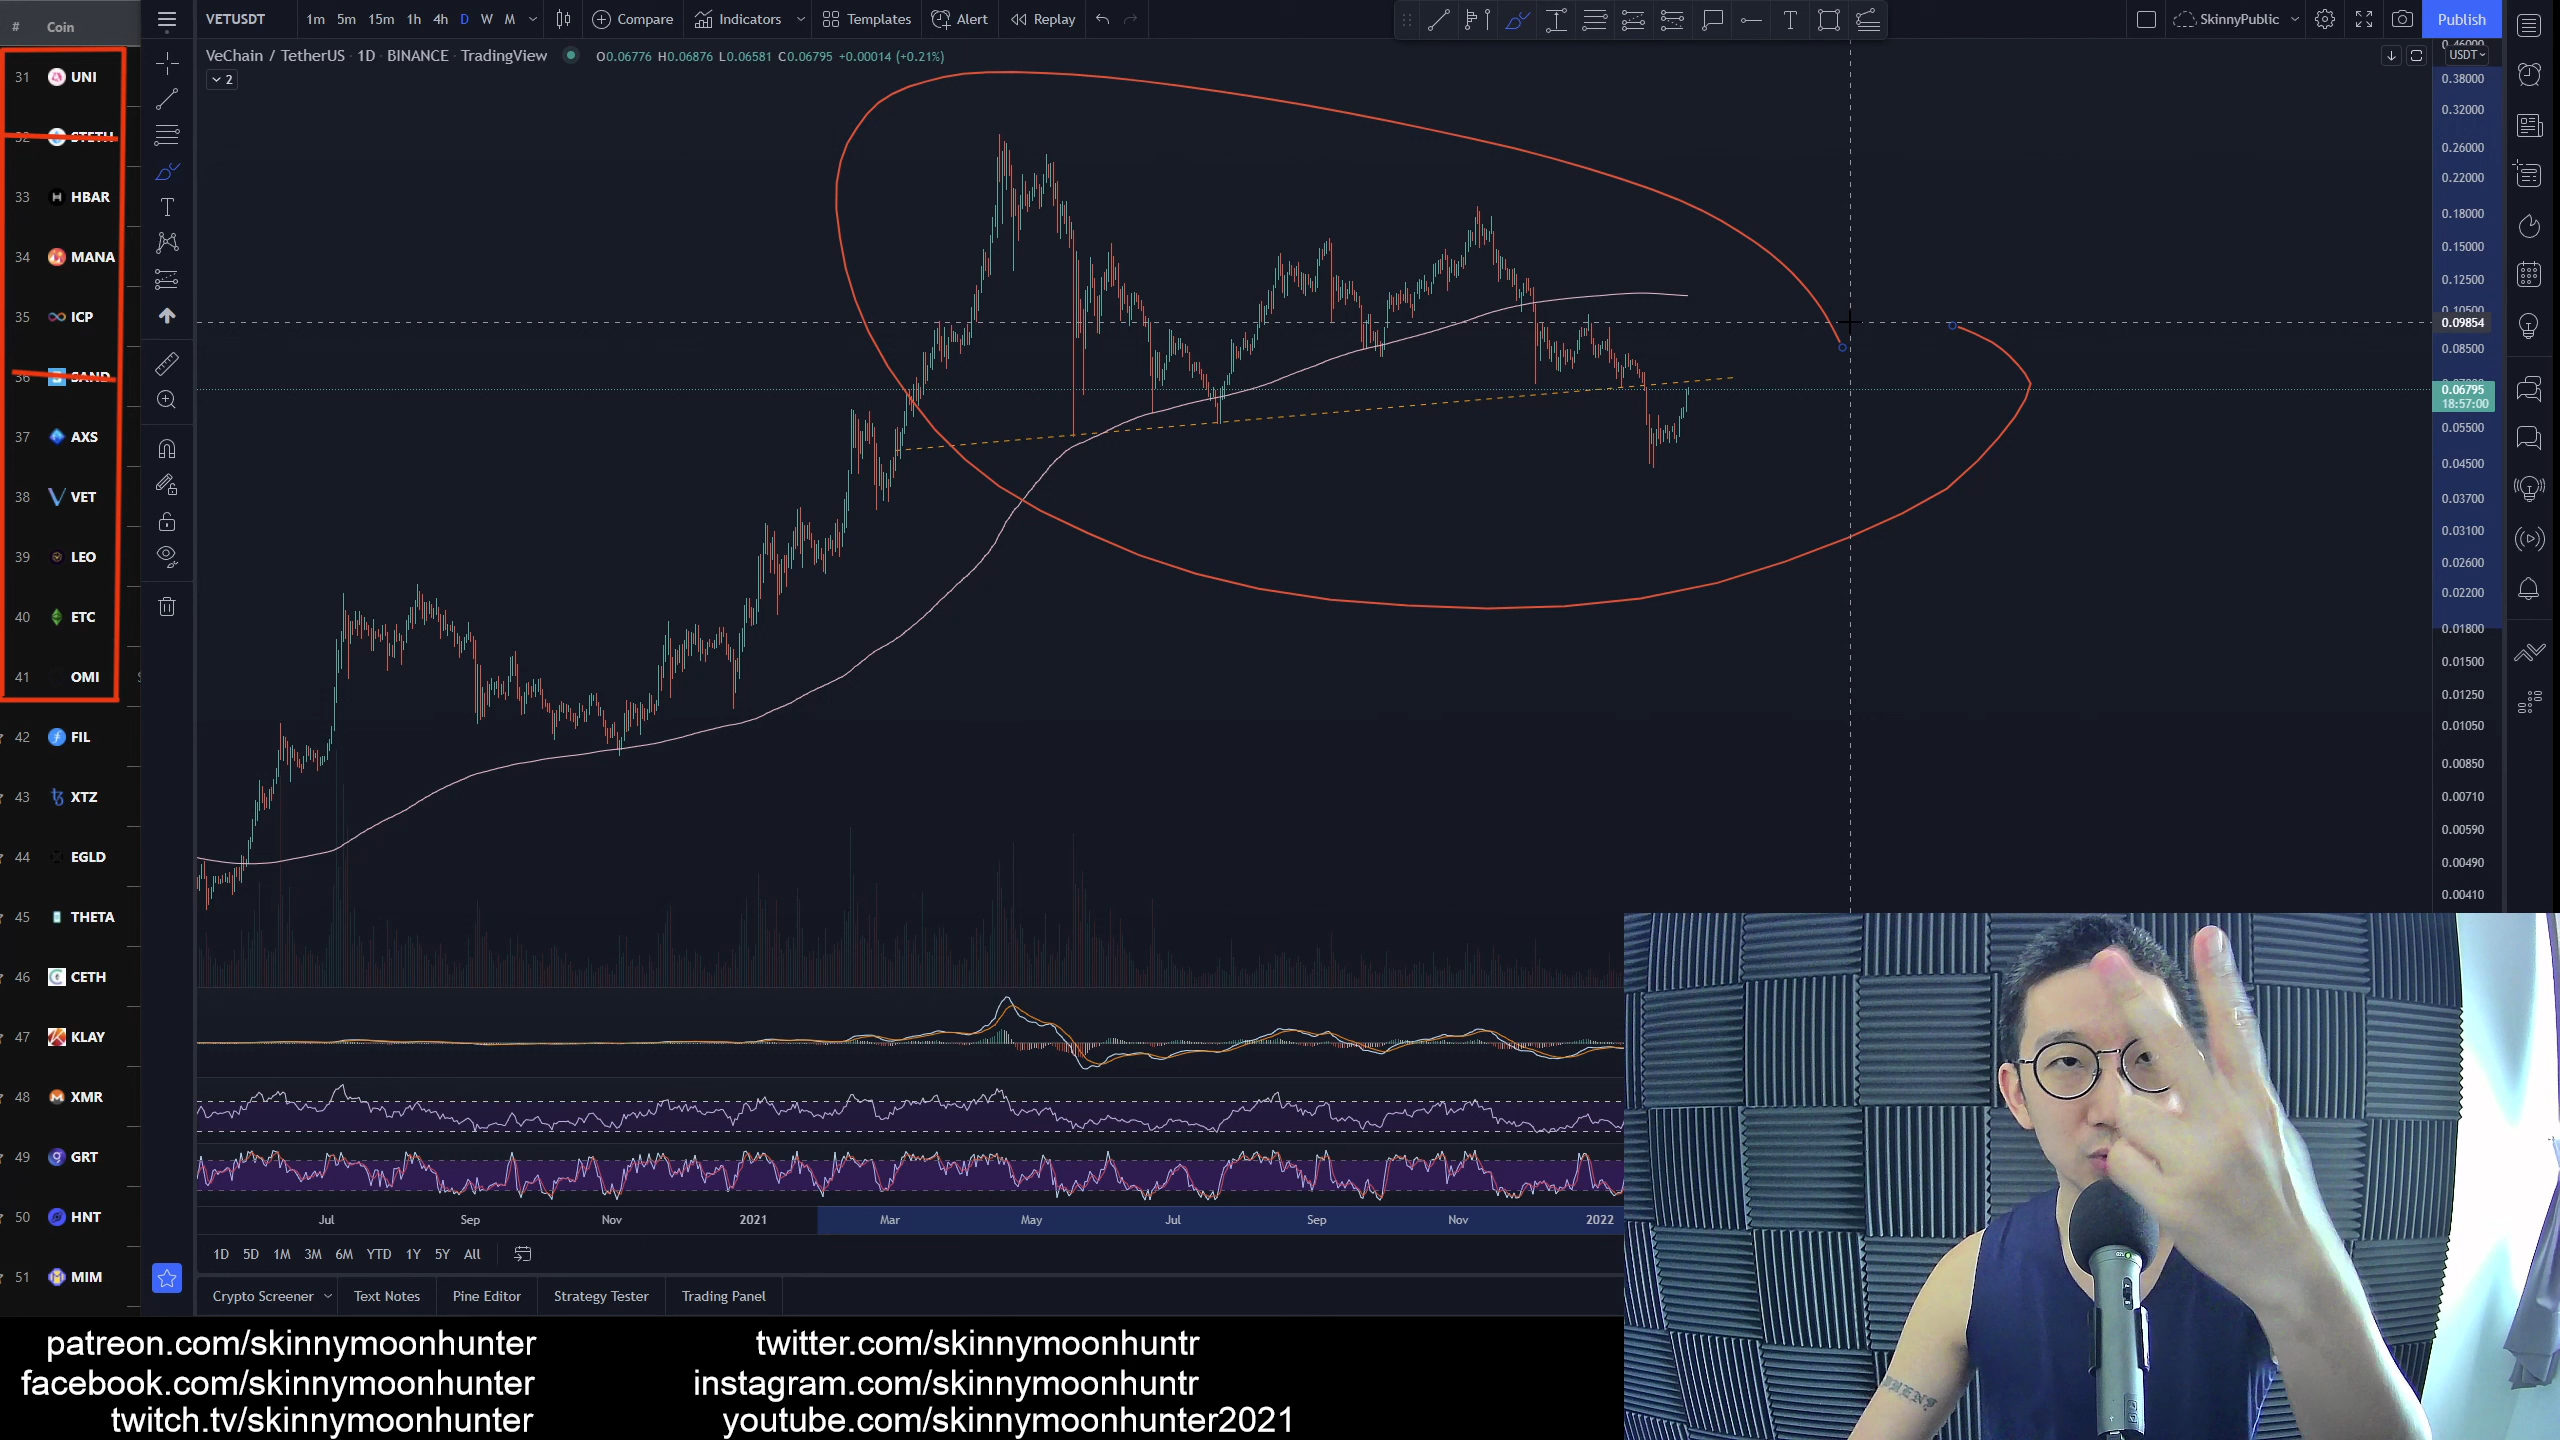 # Coin
31 UNI
32 STETH
33 HBAR
34 MANA
35 ICP
36 SAND
37 AXS
38 VET
39 LEO
40 ETC
41 OMI
42 FIL
43 XTZ
44 EGLD
45 THETA
46 CETH
47 KLAY
48 XMR
49 GRT
50 HNT
51 MIM
VETUSDT 1m 5m 15m 1h 4h D W M Compare Indicators Templates Alert Replay SkinnyPublic Publish
VeChain / TetherUS · 1D · BINANCE · TradingView O0.06776 H0.06876 L0.06581 C0.06795 +0.00014 (+0.21%)
2
USDT
0.38000
0.32000
0.26000
0.22000
0.18000
0.15000
0.12500
0.09854
0.08500
0.06795
18:57:00
0.05500
0.04500
0.03700
0.03100
0.02600
0.02200
0.01800
0.01500
0.01250
0.01050
0.00850
0.00710
0.00590
0.00490
0.00410
Jul Sep Nov 2021 Mar May Jul Sep Nov 2022
1D 5D 1M 3M 6M YTD 1Y 5Y All
Crypto Screener Text Notes Pine Editor Strategy Tester Trading Panel
patreon.com/skinnymoonhunter twitter.com/skinnymoonhuntr
facebook.com/skinnymoonhunter instagram.com/skinnymoonhuntr
twitch.tv/skinnymoonhunter youtube.com/skinnymoonhunter2021